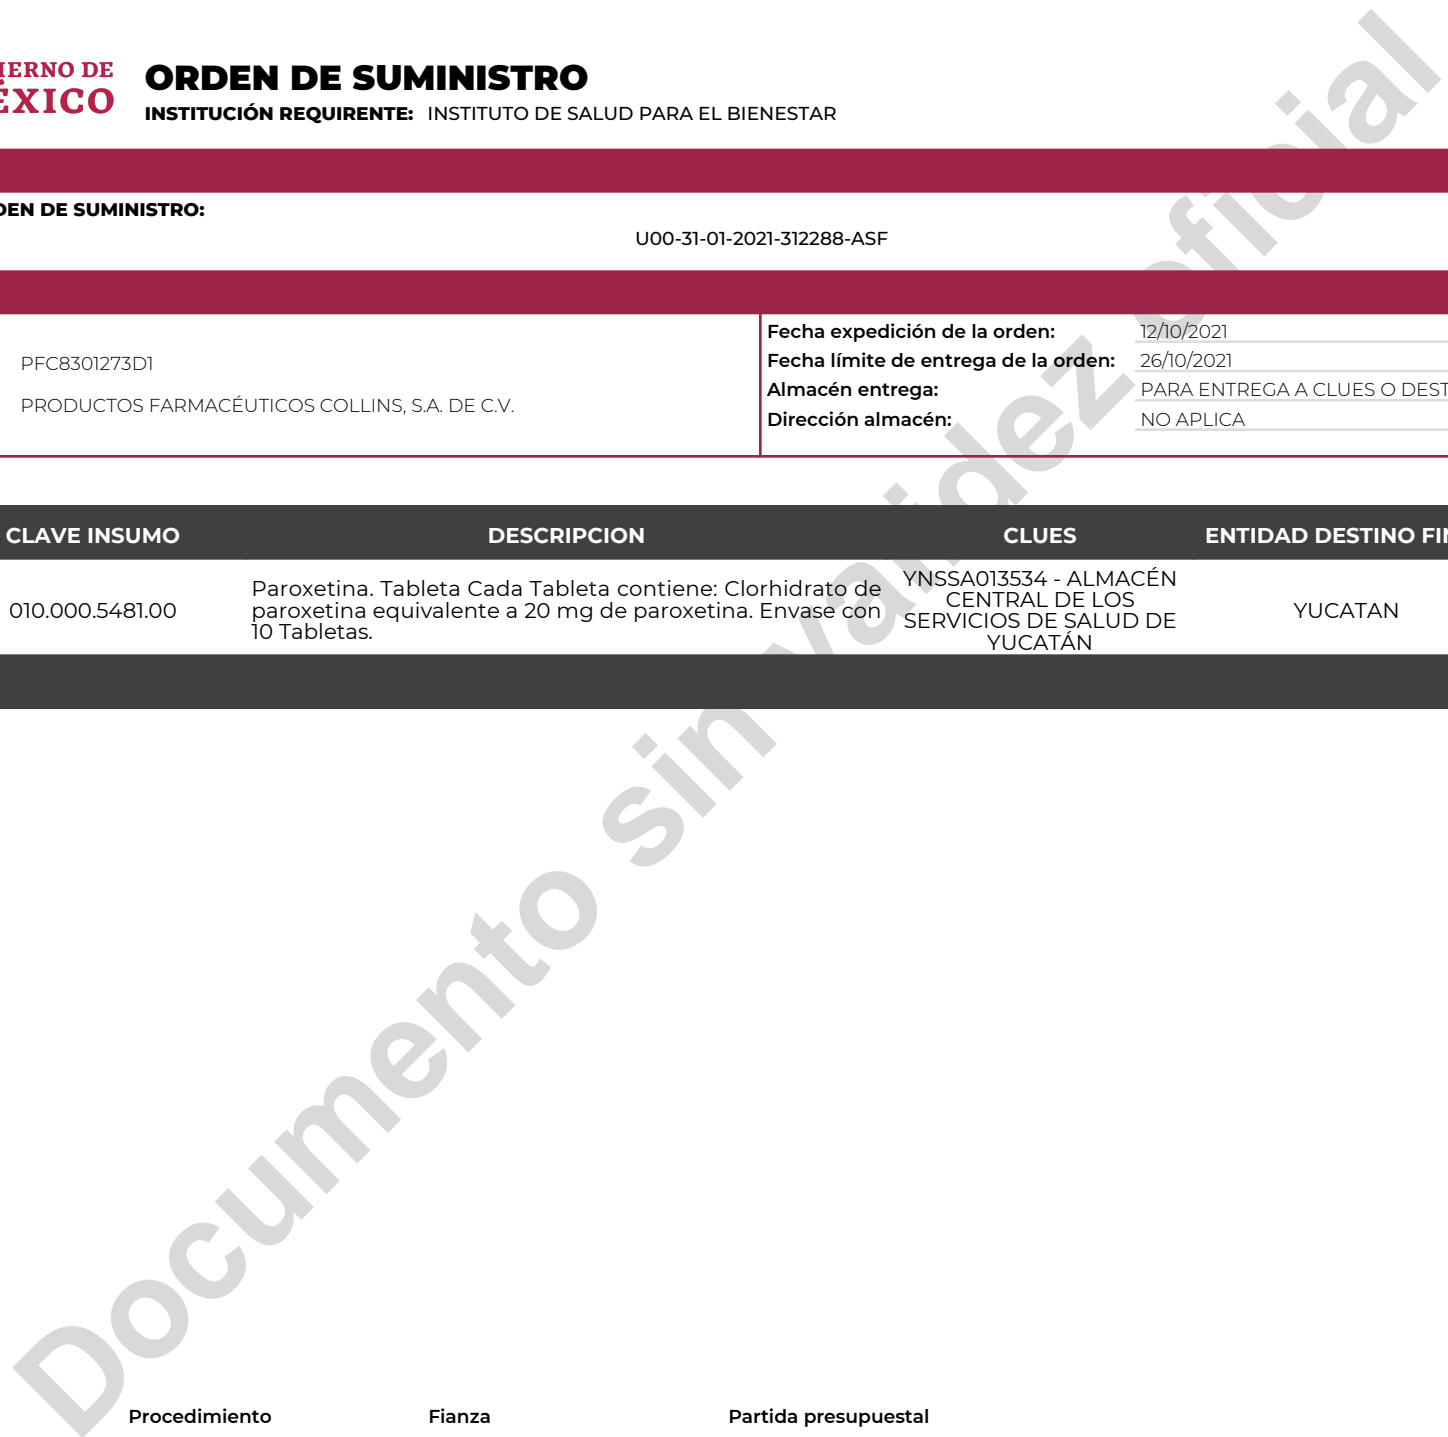 IERNO DE
ÉXICO
ORDEN DE SUMINISTRO
INSTITUCIÓN REQUIRENTE: INSTITUTO DE SALUD PARA EL BIENESTAR
DEN DE SUMINISTRO:
U00-31-01-2021-312288-ASF
PFC8301273D1
PRODUCTOS FARMACÉUTICOS COLLINS, S.A. DE C.V.
Fecha expedición de la orden: 12/10/2021
Fecha límite de entrega de la orden: 26/10/2021
Almacén entrega: PARA ENTREGA A CLUES O DEST
Dirección almacén: NO APLICA
CLAVE INSUMO DESCRIPCION CLUES ENTIDAD DESTINO FIN
010.000.5481.00
Paroxetina. Tableta Cada Tableta contiene: Clorhidrato de
paroxetina equivalente a 20 mg de paroxetina. Envase con
10 Tabletas.
YNSSA013534 - ALMACÉN
CENTRAL DE LOS
SERVICIOS DE SALUD DE
YUCATÁN
YUCATAN
Documento sin validez oficial
Procedimiento Fianza Partida presupuestal